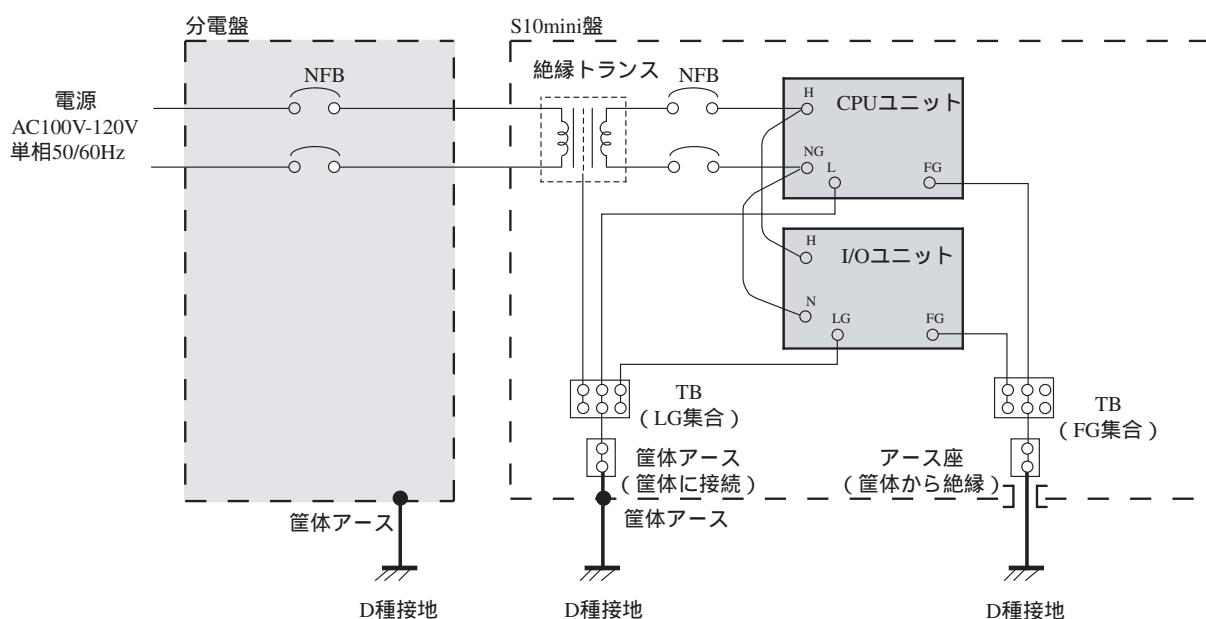 分電盤
S10mini盤
NFB
絶縁トランス
NFB
電源
AC100V-120V
単相50/60Hz
H
CPUユニット
NG
L
FG
H
I/Oユニット
N
LG
FG
TB
（LG集合）
TB
（FG集合）
筐体アース
（筐体に接続）
アース座
（筐体から絶縁）
筐体アース
筐体アース
D種接地
D種接地
D種接地